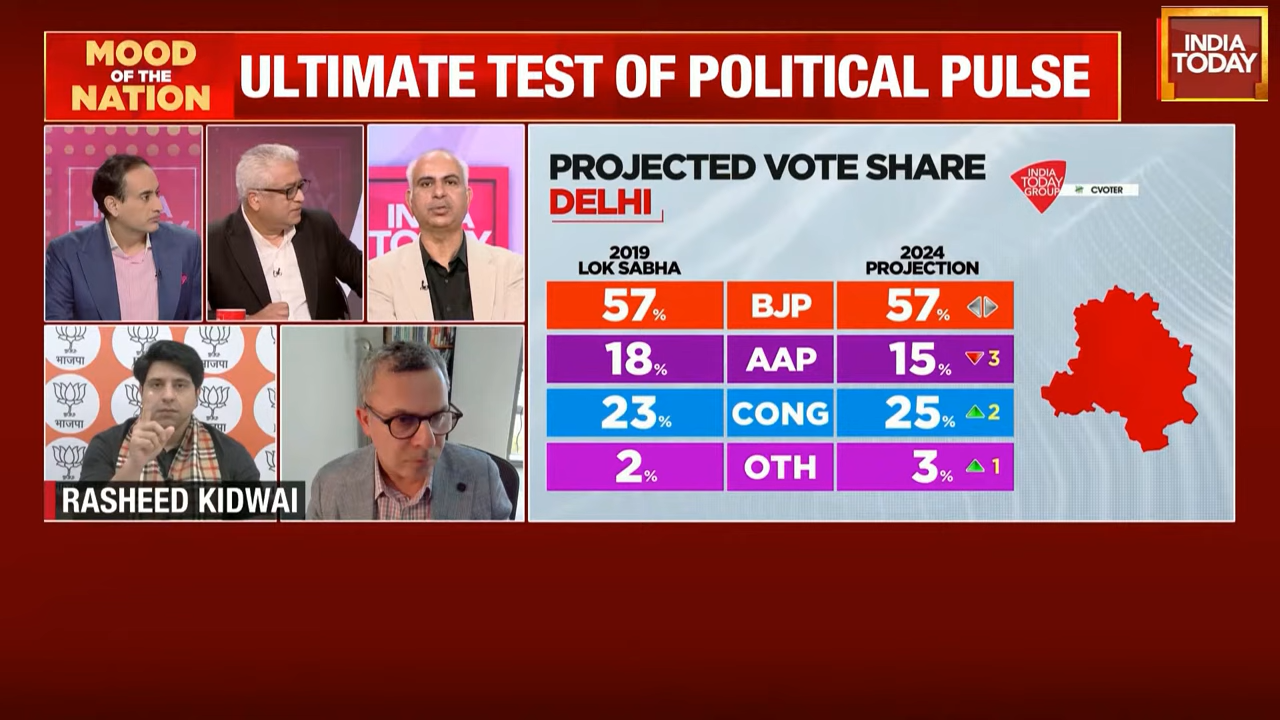 MOOD
OF THE
NATION
ULTIMATE TEST OF POLITICAL PULSE
INDIA
TODAY
PROJECTED VOTE SHARE
DELHI
INDIA
TODAY
GROUP
CVOTER
2019
LOK SABHA
2024
PROJECTION
57% BJP 57%
18% AAP 15% 3
23% CONG 25% 2
2% OTH 3% 1
भाजपा
भाजपा
भाजपा
RASHEED KIDWAI